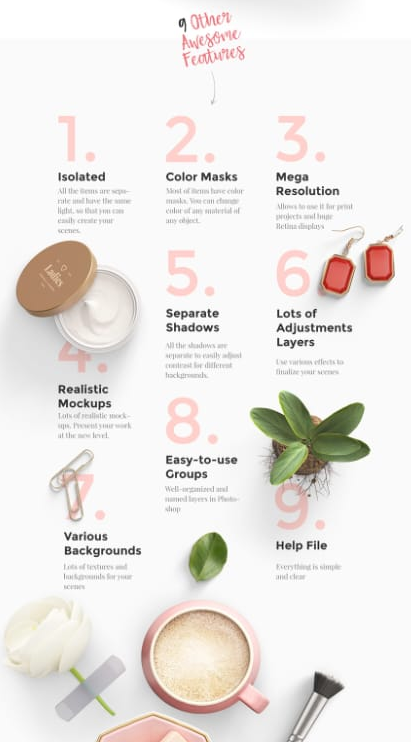 9 Other
Awesome
Features
1.
Isolated
All the items are sepa-
rate and have the same
light, so that you can
easily create your
scenes.
2.
Color Masks
Most of items have color
masks. You can change
color of any material of
any object.
3.
Mega
Resolution
Allows to use it for print
projects and huge
Retina displays
Ladies
4.
Realistic
Mockups
Lots of realistic mock-
ups. Present your work
at the new level.
5.
Separate
Shadows
All the shadows are
separate to easily adjust
contrast for different
backgrounds.
6
Lots of
Adjustments
Layers
Use various effects to
finalize your scenes
7.
Various
Backgrounds
Lots of textures and
backgrounds for your
scenes
8.
Easy-to-use
Groups
Well-organized and
named layers in Photo-
shop
9.
Help File
Everything is simple
and clear